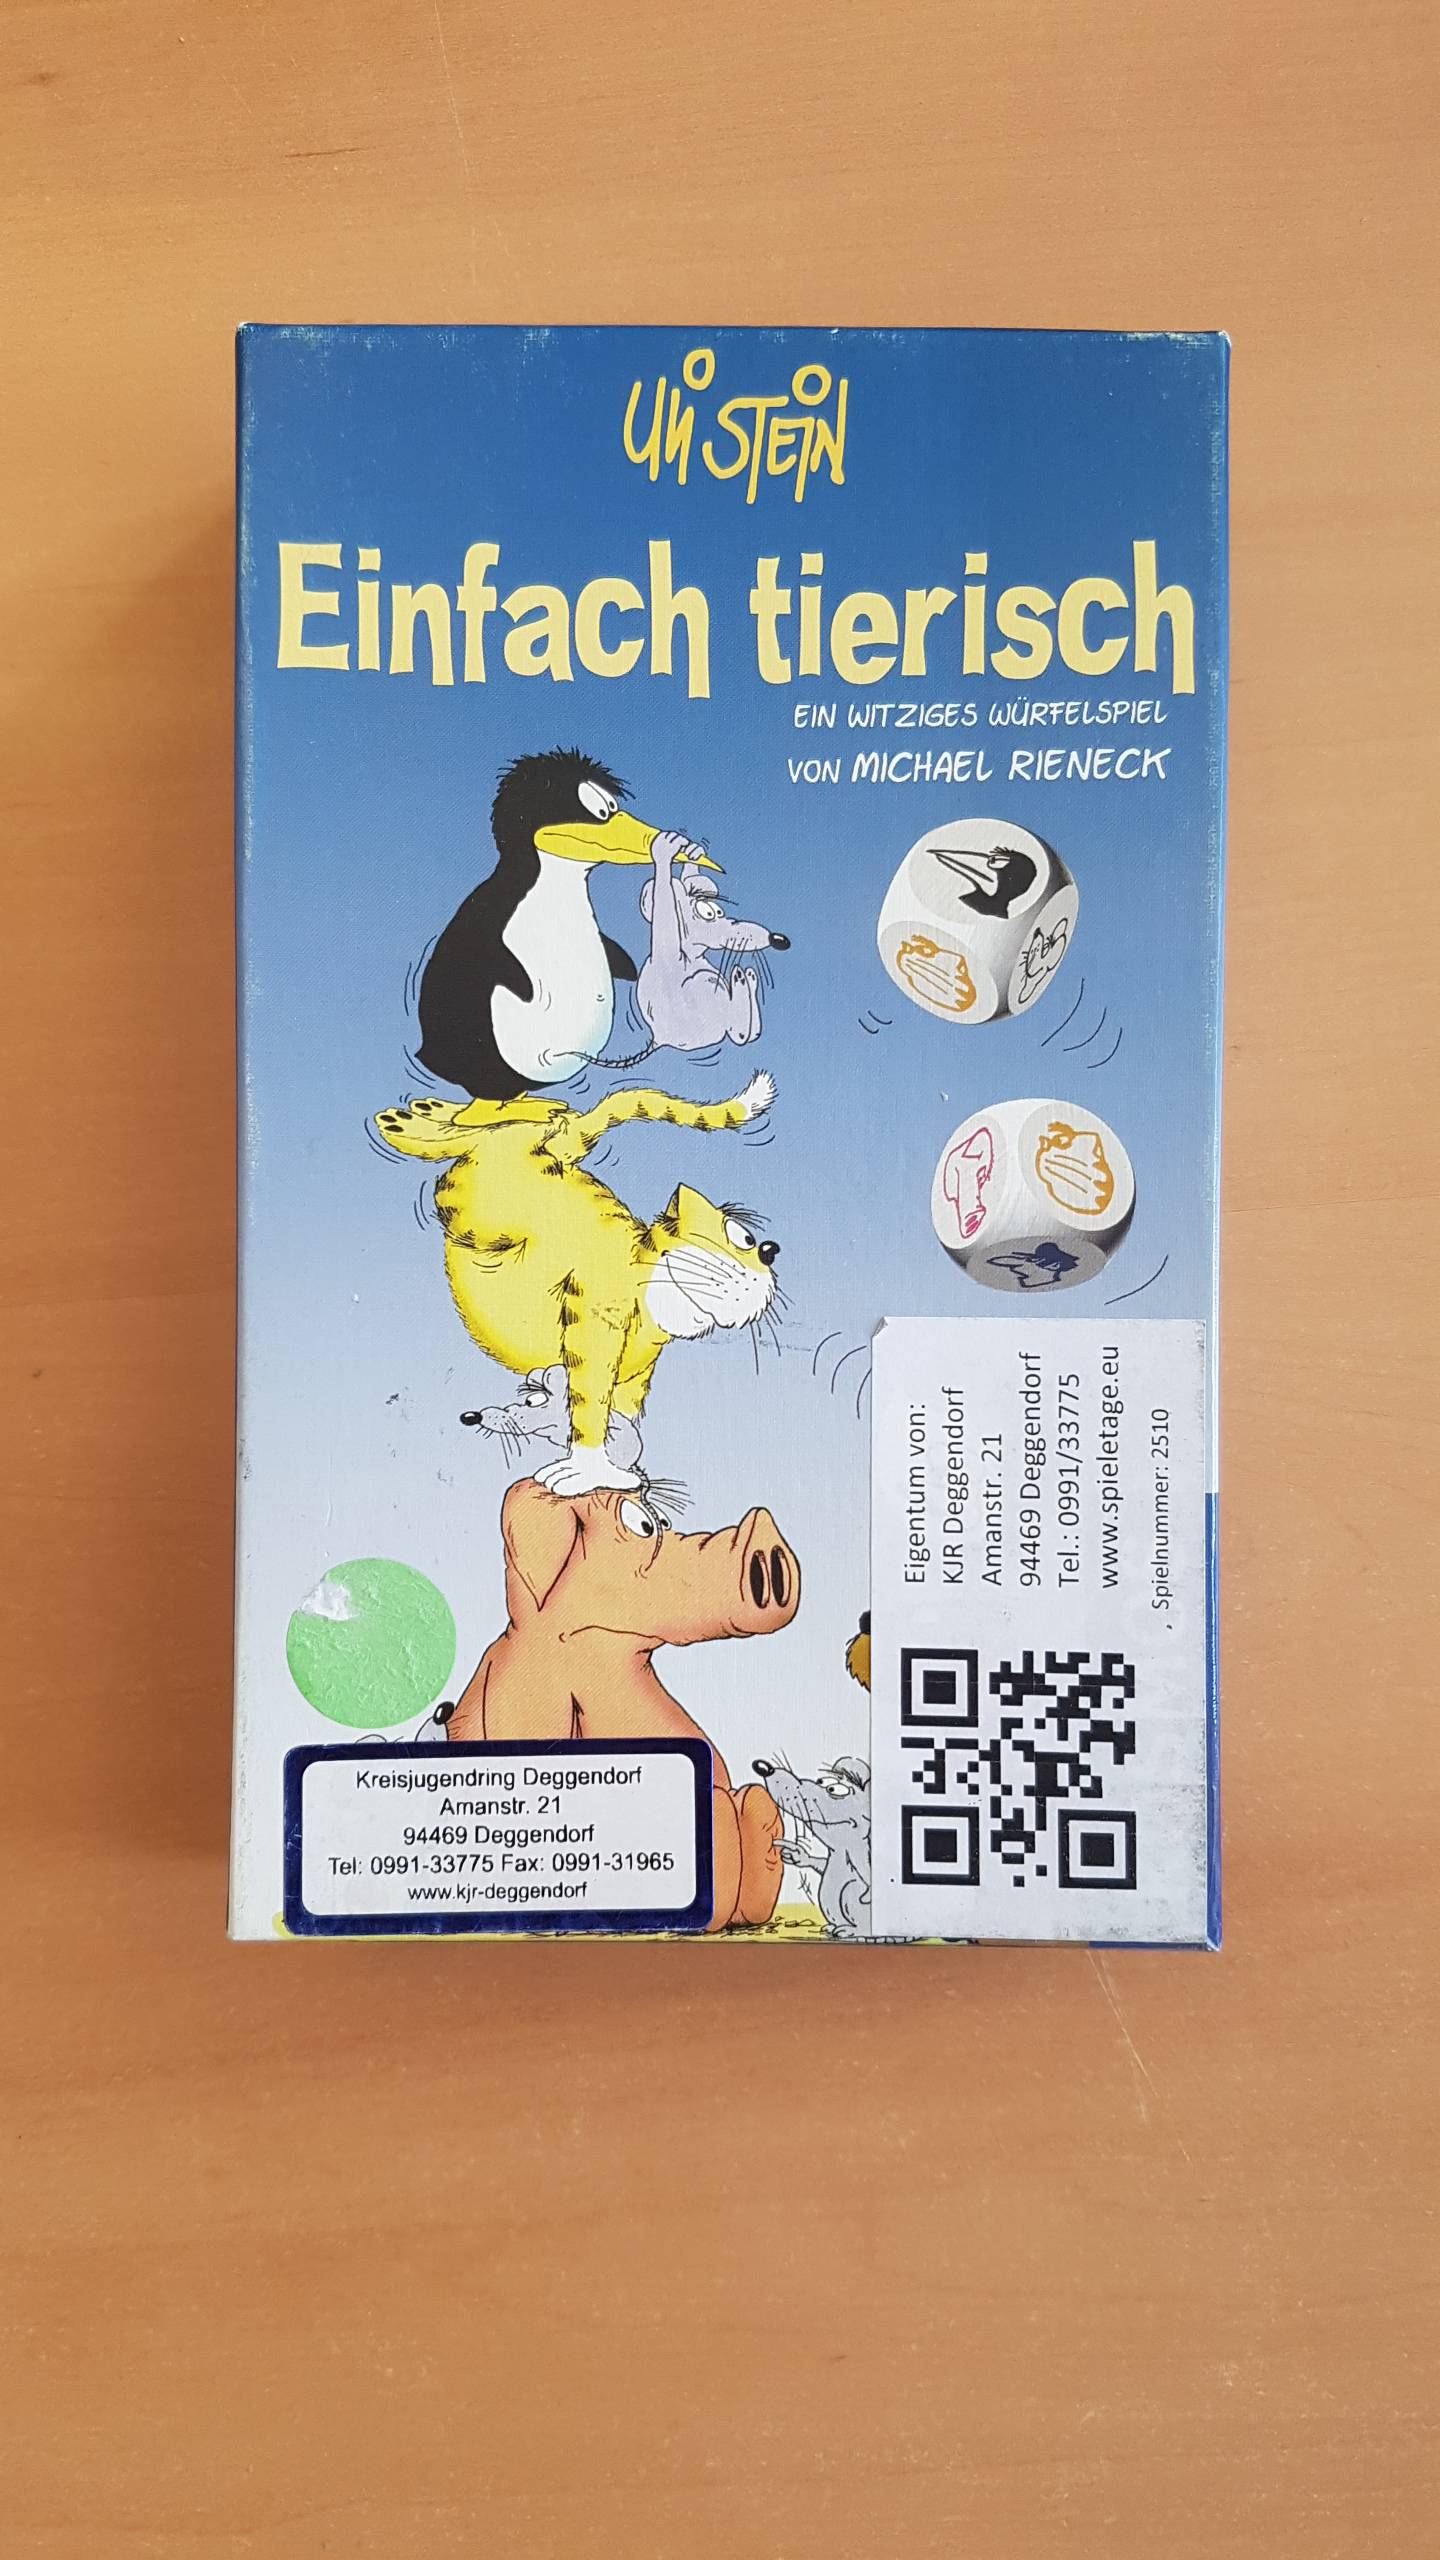 Uli STEIN
Einfach tierisch
EIN WITZIGES WÜRFELSPIEL
VON MICHAEL RIENECK
Eigentum von:
KJR Deggendorf
Amanstr. 21
94469 Deggendorf
Tel.: 0991/33775
www.spieletage.eu
Spielnummer: 2510
Kreisjugendring Deggendorf
Amanstr. 21
94469 Deggendorf
Tel: 0991-33775 Fax: 0991-31965
www.kjr-deggendorf